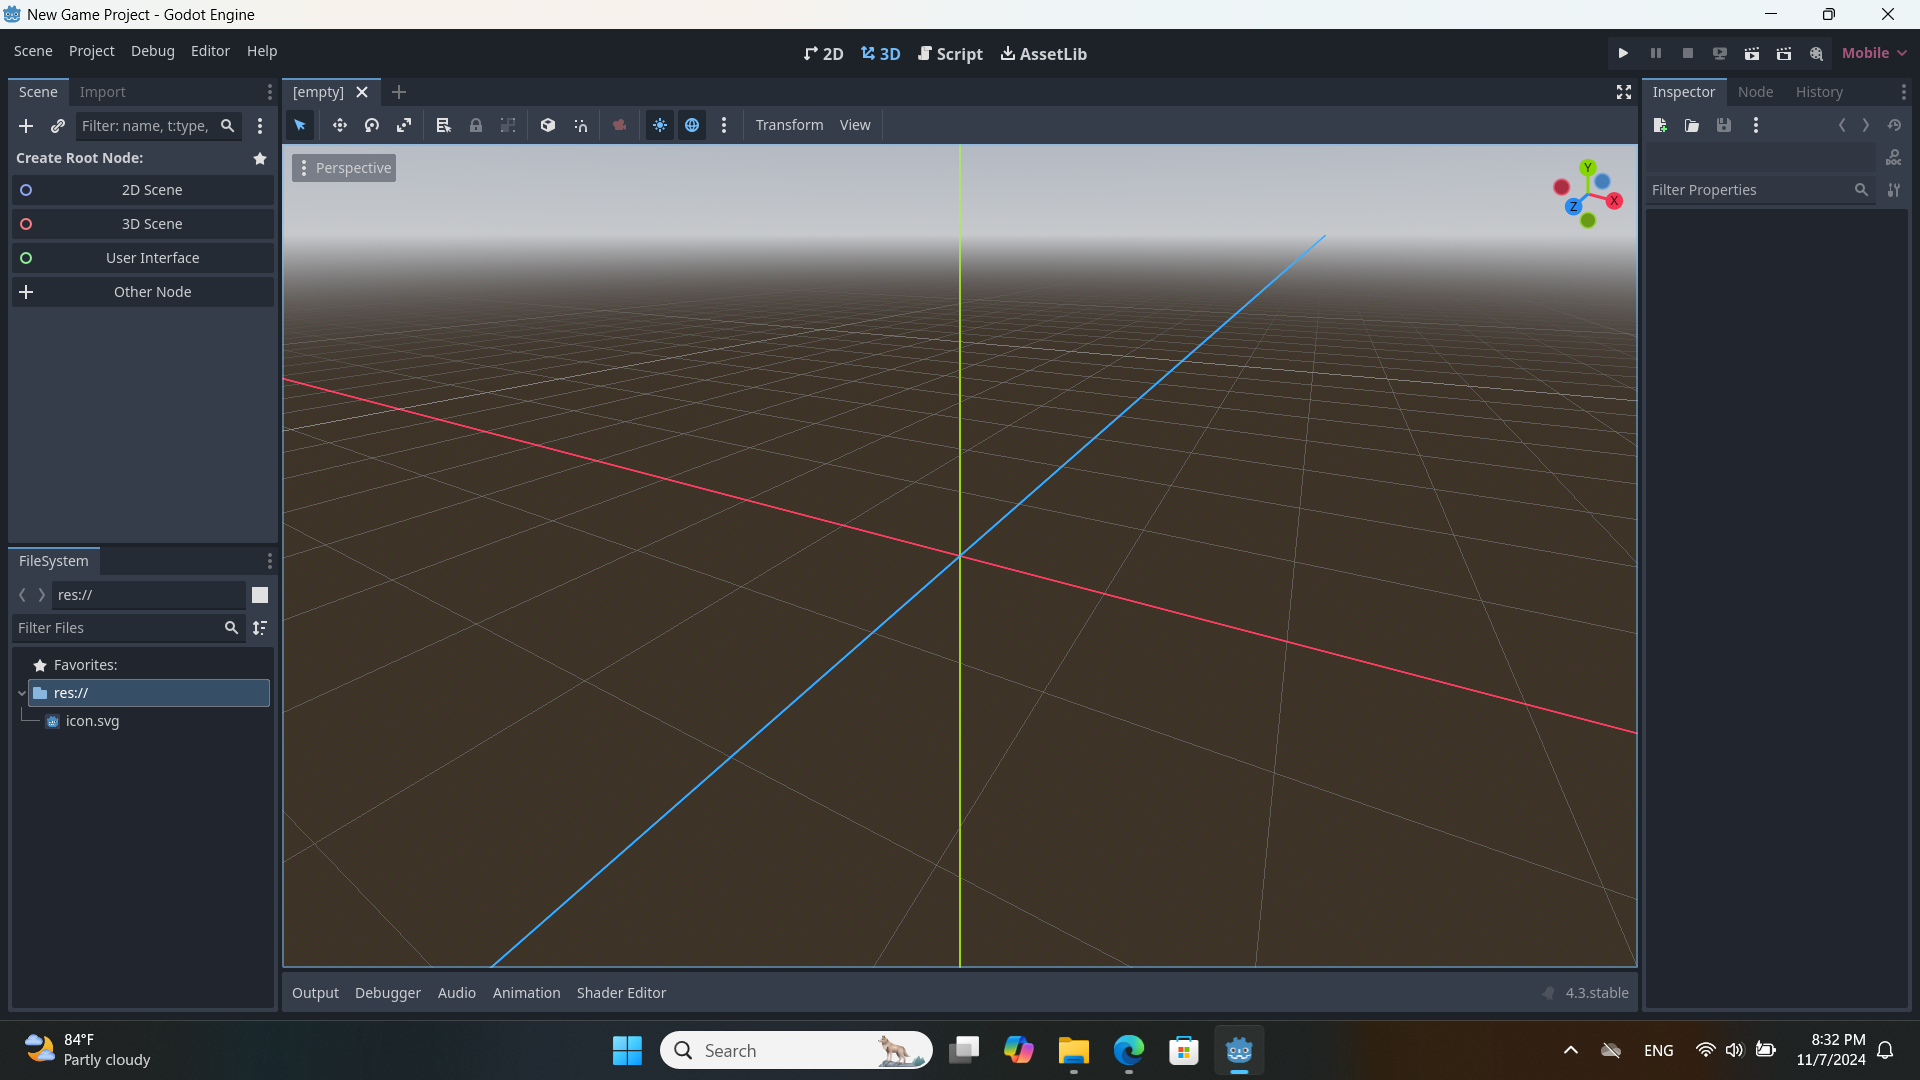 New Game Project - Godot Engine
Scene Project Debug Editor Help
2D 3D Script AssetLib
Mobile
Scene Import
[empty]
Inspector Node History
Filter: name, t:type,
Transform View
Create Root Node:
2D Scene
3D Scene
User Interface
Other Node
Perspective
Y
X
Z
DOC
Filter Properties
FileSystem
res://
Filter Files
Favorites:
res://
icon.svg
Output Debugger Audio Animation Shader Editor
4.3.stable
84°F
Partly cloudy
Search
ENG
8:32 PM
11/7/2024